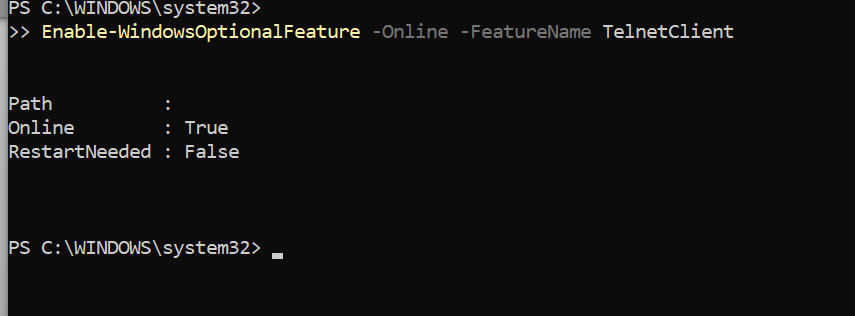 PS C:\WINDOWS\system32>
>> Enable-WindowsOptionalFeature -Online -FeatureName TelnetClient
Path          :
Online        : True
RestartNeeded : False
PS C:\WINDOWS\system32>